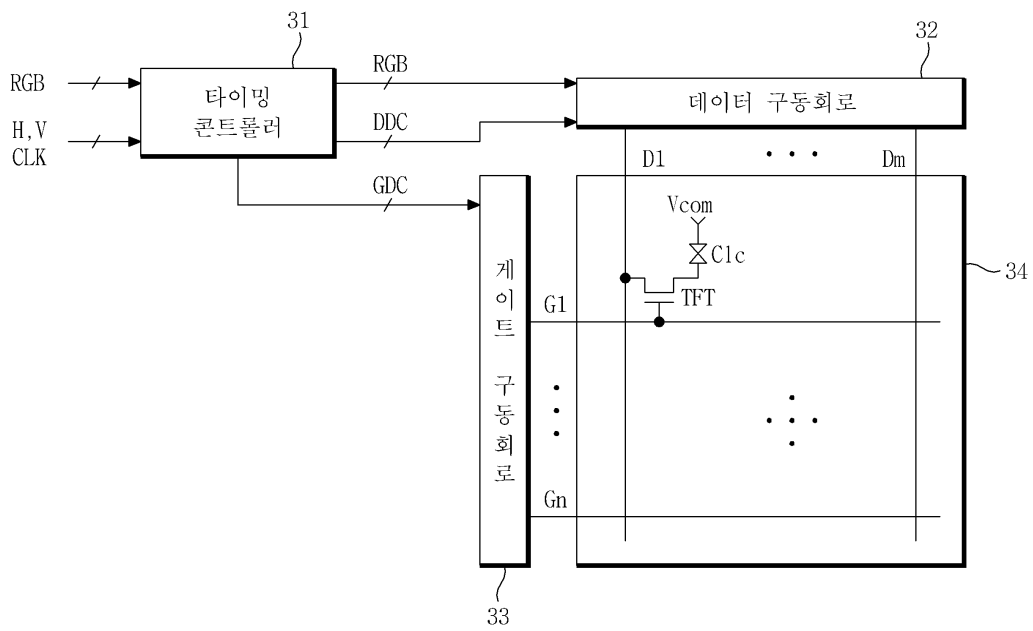 31
32
RGB
RGB
타이밍
콘트롤러
데이터 구동회로
H,V
CLK
DDC
D1
Dm
GDC
Vcom
Clc
34
TFT
G1
게이트 구동회로
Gn
33